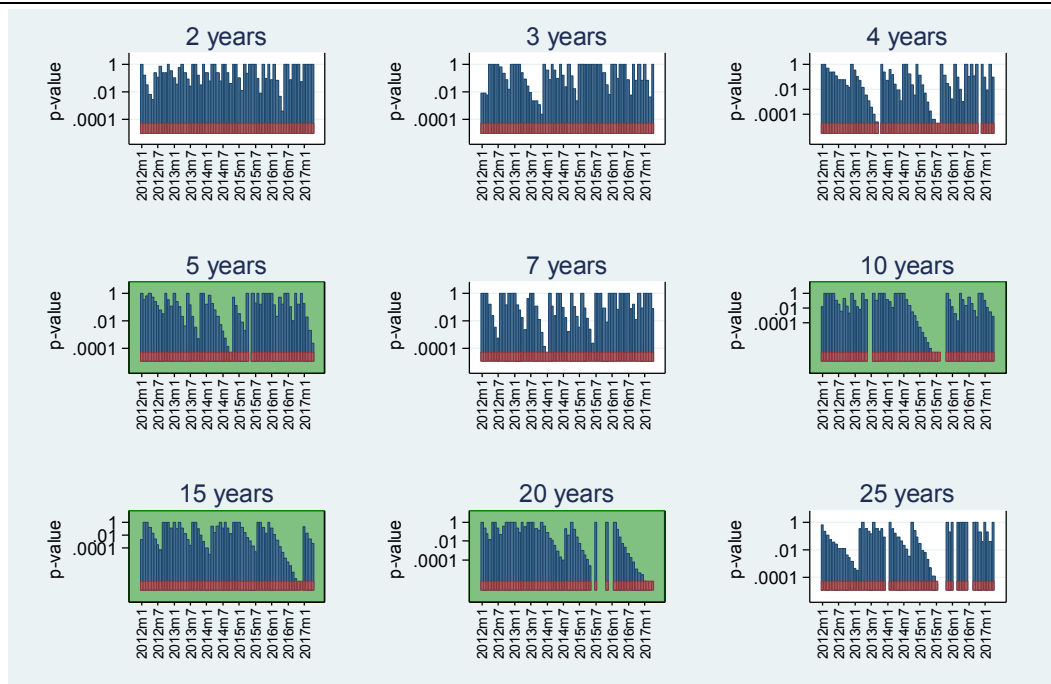 2 years
p-value
1
.01
.0001
2012m1
2012m7
2013m1
2013m7
2014m1
2014m7
2015m1
2015m7
2016m1
2016m7
2017m1
3 years
p-value
1
.01
.0001
2012m1
2012m7
2013m1
2013m7
2014m1
2014m7
2015m1
2015m7
2016m1
2016m7
2017m1
4 years
p-value
1
.01
.0001
2012m1
2012m7
2013m1
2013m7
2014m1
2014m7
2015m1
2015m7
2016m1
2016m7
2017m1
5 years
p-value
1
.01
.0001
2012m1
2012m7
2013m1
2013m7
2014m1
2014m7
2015m1
2015m7
2016m1
2016m7
2017m1
7 years
p-value
1
.01
.0001
2012m1
2012m7
2013m1
2013m7
2014m1
2014m7
2015m1
2015m7
2016m1
2016m7
2017m1
10 years
p-value
1
.01
.0001
2012m1
2012m7
2013m1
2013m7
2014m1
2014m7
2015m1
2015m7
2016m1
2016m7
2017m1
15 years
p-value
1
.01
.0001
2012m1
2012m7
2013m1
2013m7
2014m1
2014m7
2015m1
2015m7
2016m1
2016m7
2017m1
20 years
p-value
1
.01
.0001
2012m1
2012m7
2013m1
2013m7
2014m1
2014m7
2015m1
2015m7
2016m1
2016m7
2017m1
25 years
p-value
1
.01
.0001
2012m1
2012m7
2013m1
2013m7
2014m1
2014m7
2015m1
2015m7
2016m1
2016m7
2017m1